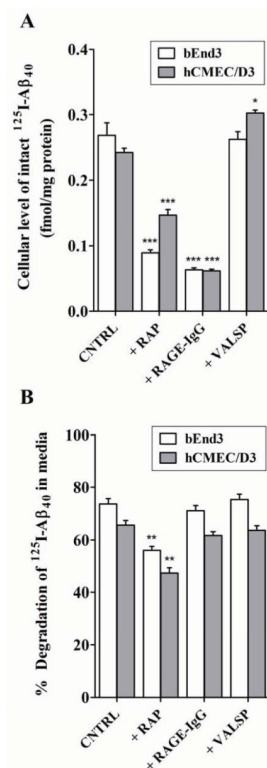 A
bEnd3
hCMEC/D3
Cellular level of intact ¹²⁵I-Aβ₄₀
(fmol/mg protein)
0.4
0.3
0.2
0.1
0.0
***
***
***
***
*
CNTRL
+ RAP
+ RAGE-IgG
+ VALSP
B
bEnd3
hCMEC/D3
% Degradation of ¹²⁵I-Aβ₄₀ in media
100
80
60
40
20
0
**
**
CNTRL
+ RAP
+ RAGE-IgG
+ VALSP